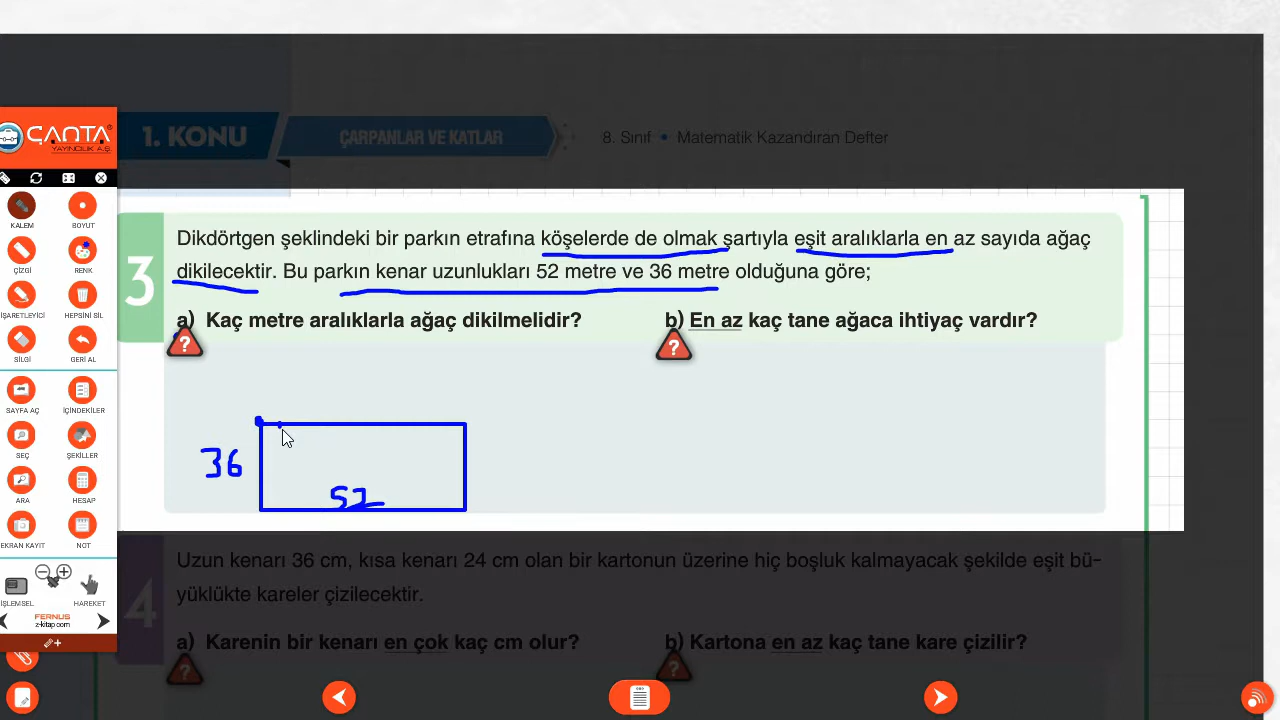 1. KONU
ÇARPANLAR VE KATLAR
8. Sınıf • Matematik Kazandıran Defter
ÇANTA
YAYINCILIK A.Ş.
KALEM
BOYUT
ÇİZGİ
RENK
İŞARETLEYİCİ
HEPSİNİ SİL
SİLGİ
GERİ AL
SAYFA AÇ
İÇİNDEKİLER
SEÇ
ŞEKİLLER
ARA
HESAP
EKRAN KAYIT
NOT
İŞLEMSEL
HAREKET
FERNUS
z-kitap.com
3
Dikdörtgen şeklindeki bir parkın etrafına köşelerde de olmak şartıyla eşit aralıklarla en az sayıda ağaç
dikilecektir. Bu parkın kenar uzunlukları 52 metre ve 36 metre olduğuna göre;
a) Kaç metre aralıklarla ağaç dikilmelidir?
b) En az kaç tane ağaca ihtiyaç vardır?
?
?
36
52
4
Uzun kenarı 36 cm, kısa kenarı 24 cm olan bir kartonun üzerine hiç boşluk kalmayacak şekilde eşit bü-
yüklükte kareler çizilecektir.
a) Karenin bir kenarı en çok kaç cm olur?
b) Kartona en az kaç tane kare çizilir?
?
?